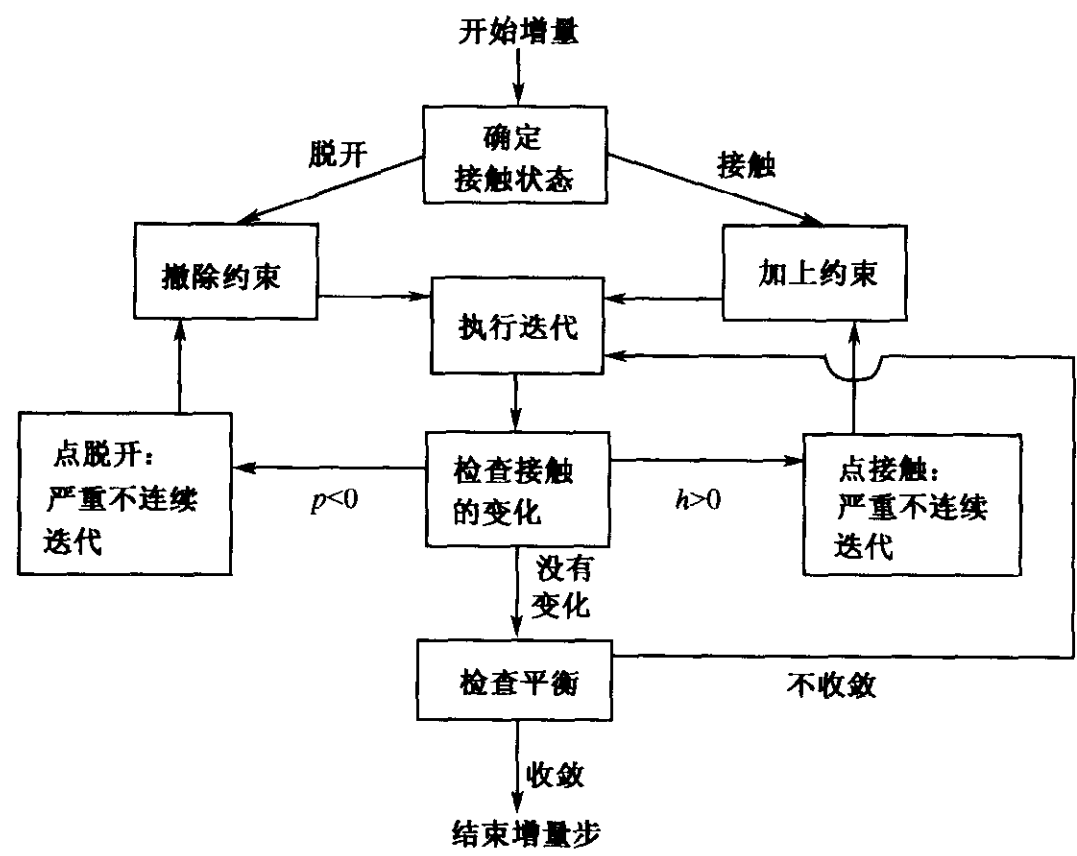 开始增量
确定
接触状态
脱开
接触
撤除约束
加上约束
执行迭代
点脱开：
严重不连续
迭代
p<0
检查接触
的变化
h>0
点接触：
严重不连续
迭代
没有
变化
检查平衡
不收敛
收敛
结束增量步